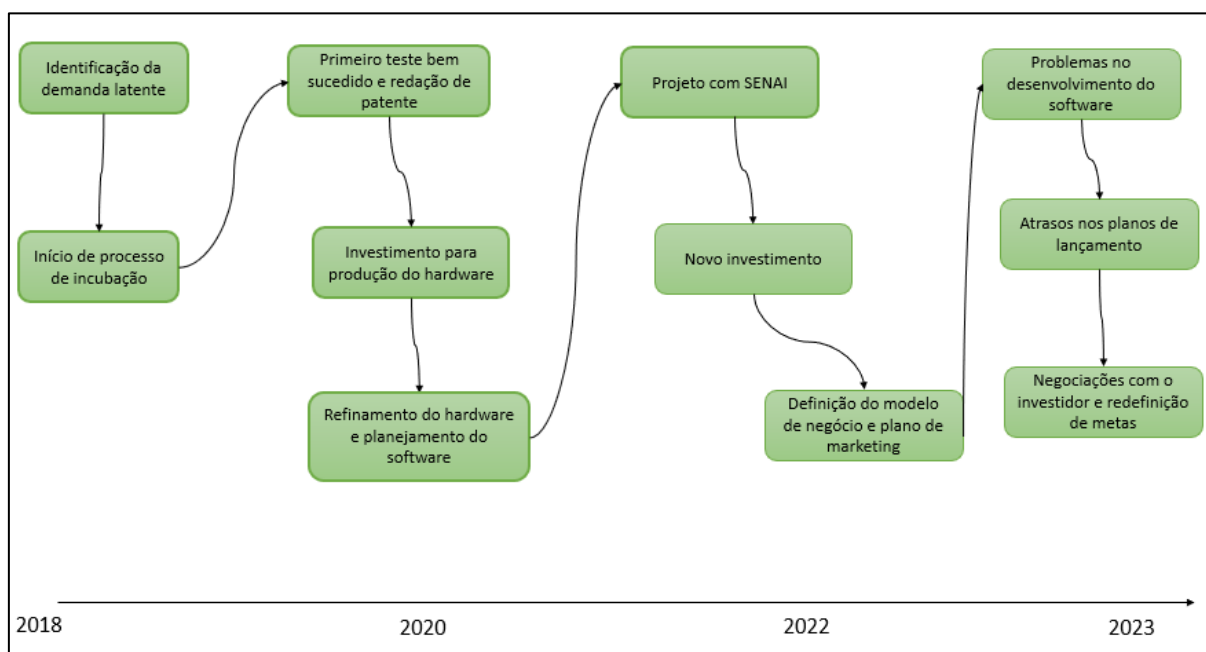 Identificação da
demanda latente
Início de processo
de incubação
Primeiro teste bem
sucedido e redação de
patente
Investimento para
produção do hardware
Refinamento do hardware
e planejamento do
software
Projeto com SENAI
Novo investimento
Definição do modelo
de negócio e plano de
marketing
Problemas no
desenvolvimento do
software
Atrasos nos planos de
lançamento
Negociações com o
investidor e redefinição
de metas
2018
2020
2022
2023